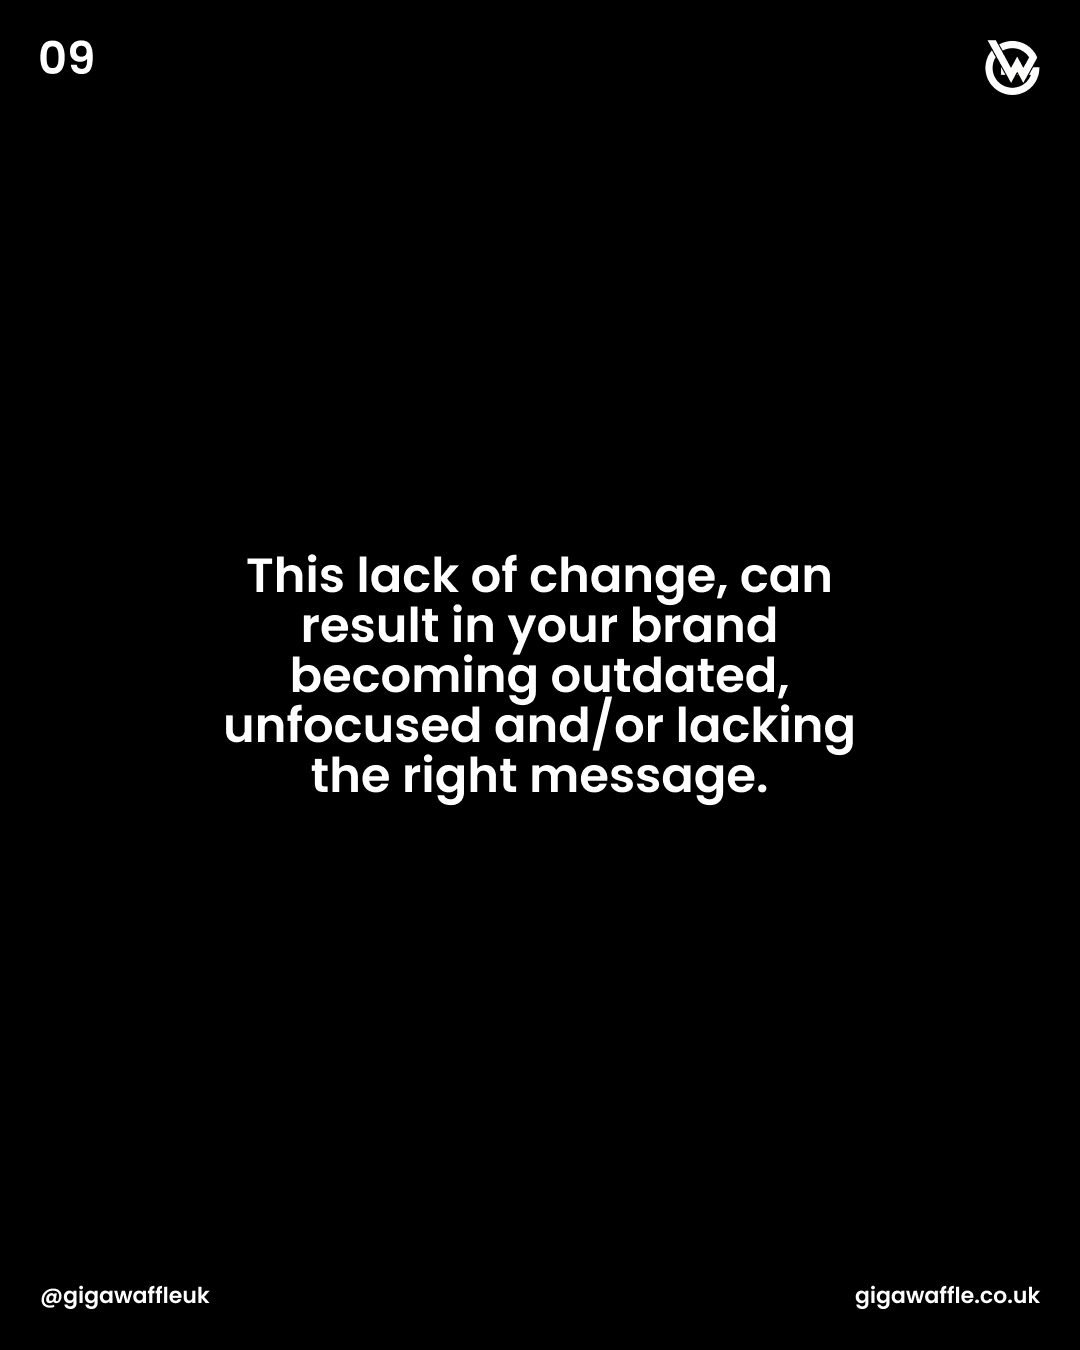 09
This lack of change, can
result in your brand
becoming outdated,
unfocused and/or lacking
the right message.
@gigawaffleuk
gigawaffle.co.uk